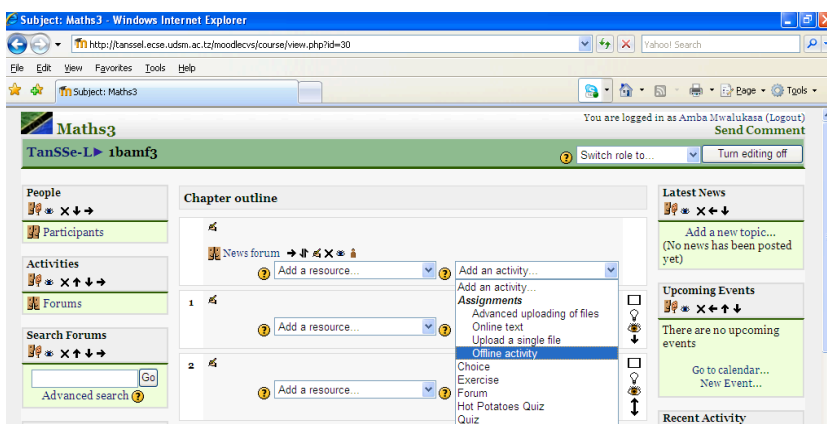 Subject: Maths3 - Windows Internet Explorer
http://tanssel.ecse.udsm.ac.tz/moodlecvs/course/view.php?id=30
Yahoo! Search
File Edit View Favorites Tools Help
Subject: Maths3
Page Tools
You are logged in as Amba Mwalukasa (Logout)
Maths3
Send Comment
TanSSe-L► 1bamf3
Switch role to...
Turn editing off
People
Participants
Activities
Forums
Search Forums
Go
Advanced search
Chapter outline
News forum
Add a resource...
Add an activity...
Add an activity...
Assignments
Advanced uploading of files
Online text
Upload a single file
Offline activity
Choice
Exercise
Forum
Hot Potatoes Quiz
Quiz
1
Add a resource...
2
Add a resource...
Latest News
Add a new topic...
(No news has been posted
yet)
Upcoming Events
There are no upcoming
events
Go to calendar...
New Event...
Recent Activity